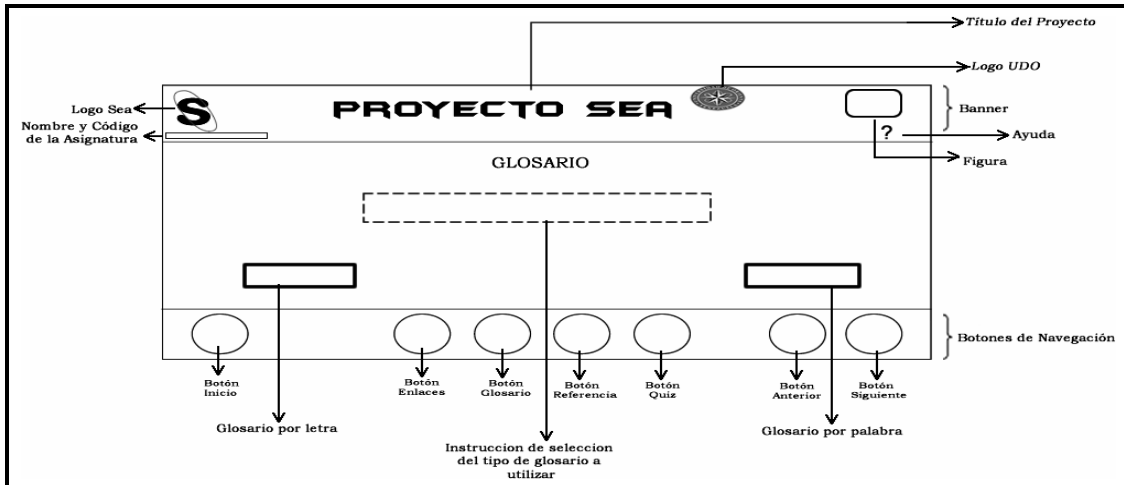 Título del Proyecto
Logo UDO
Logo Sea
S
PROYECTO SEA
Banner
Nombre y Código
de la Asignatura
?
Ayuda
Figura
GLOSARIO
Botones de Navegación
Botón
Inicio
Botón
Enlaces
Botón
Glosario
Botón
Referencia
Botón
Quiz
Botón
Anterior
Botón
Siguiente
Glosario por letra
Instruccion de seleccion
del tipo de glosario a
utilizar
Glosario por palabra